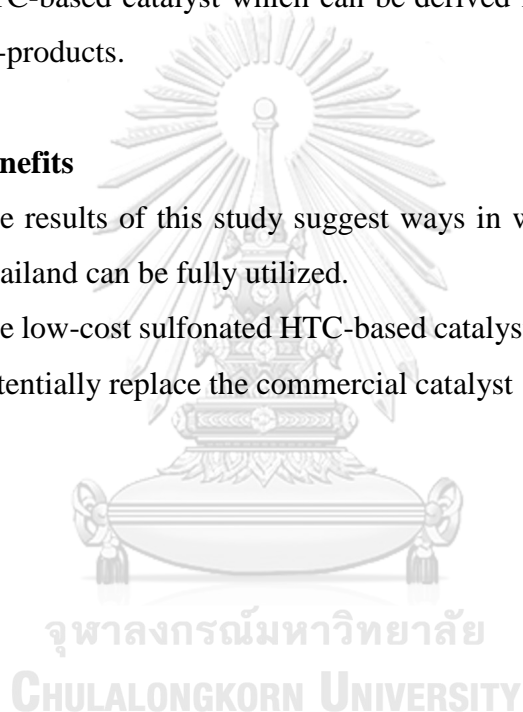 -based catalyst which can be derived
-products.
nefits
e results of this study suggest ways in
ailand can be fully utilized.
e low-cost sulfonated HTC-based catalys
tentially replace the commercial catalyst
จุฬาลงกรณ์มหาวิทยาลัย
CHULALONGKORN UNIVERSITY